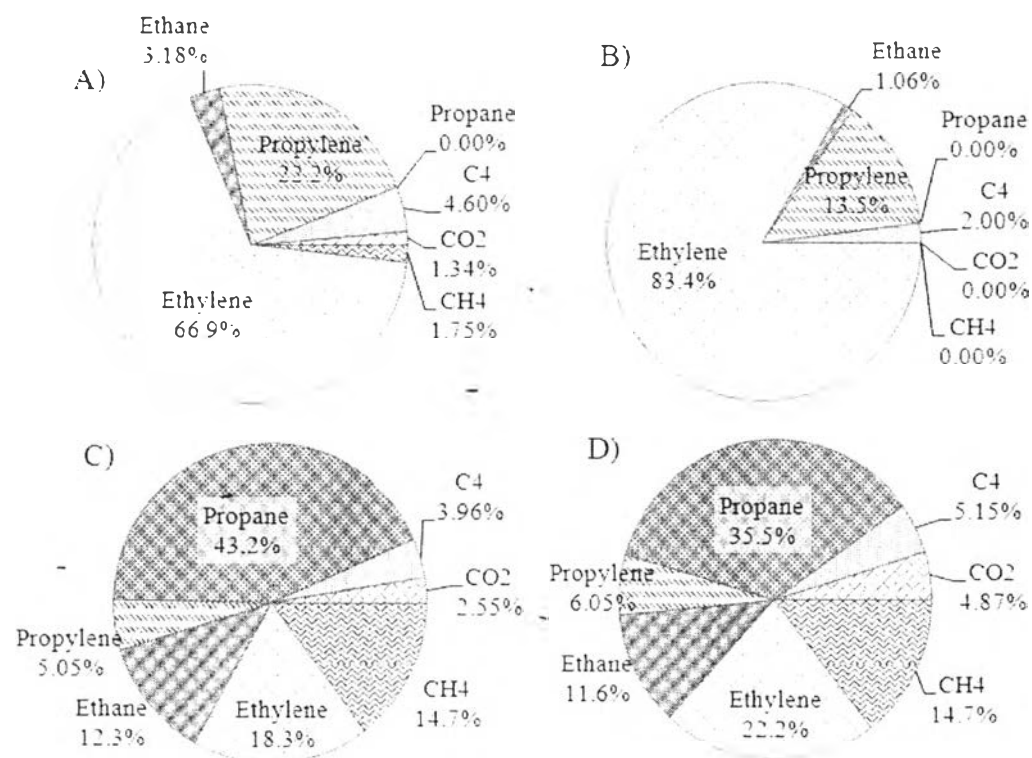 A)
Ethane
3.18%
Propylene
22.2%
Propane
0.00%
C4
4.60%
CO2
1.34%
CH4
1.75%
Ethylene
66.9%
B)
Ethane
1.06%
Propylene
13.5%
Propane
0.00%
C4
2.00%
CO2
0.00%
CH4
0.00%
Ethylene
83.4%
C)
Propane
43.2%
C4
3.96%
CO2
2.55%
CH4
14.7%
Ethylene
18.3%
Ethane
12.3%
Propylene
5.05%
D)
Propane
35.5%
C4
5.15%
CO2
4.87%
CH4
14.7%
Ethylene
22.2%
Ethane
11.6%
Propylene
6.05%